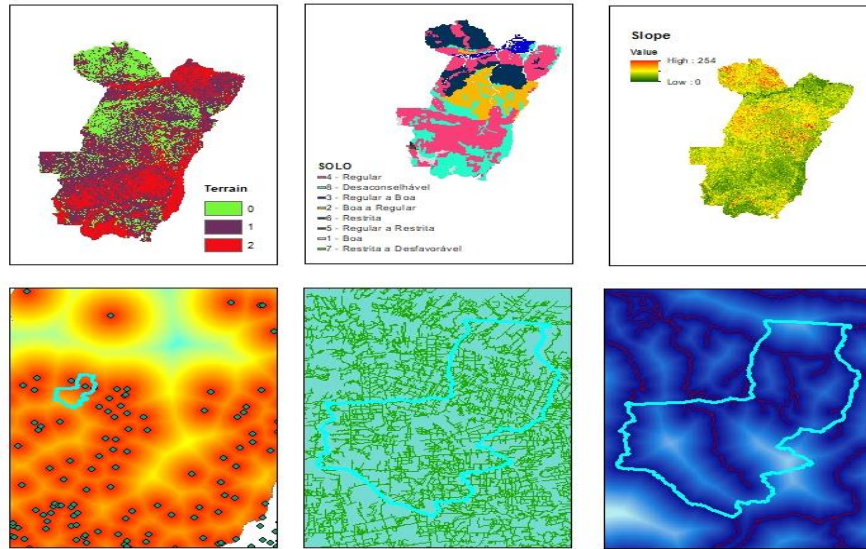 Terrain
0
1
2
SOLO
4 - Regular
8 - Desaconselhável
3 - Regular a Boa
2 - Boa a Regular
6 - Restrita
5 - Regular a Restrita
1 - Boa
7 - Restrita a Desfavorável
Slope
Value
High : 254
Low : 0